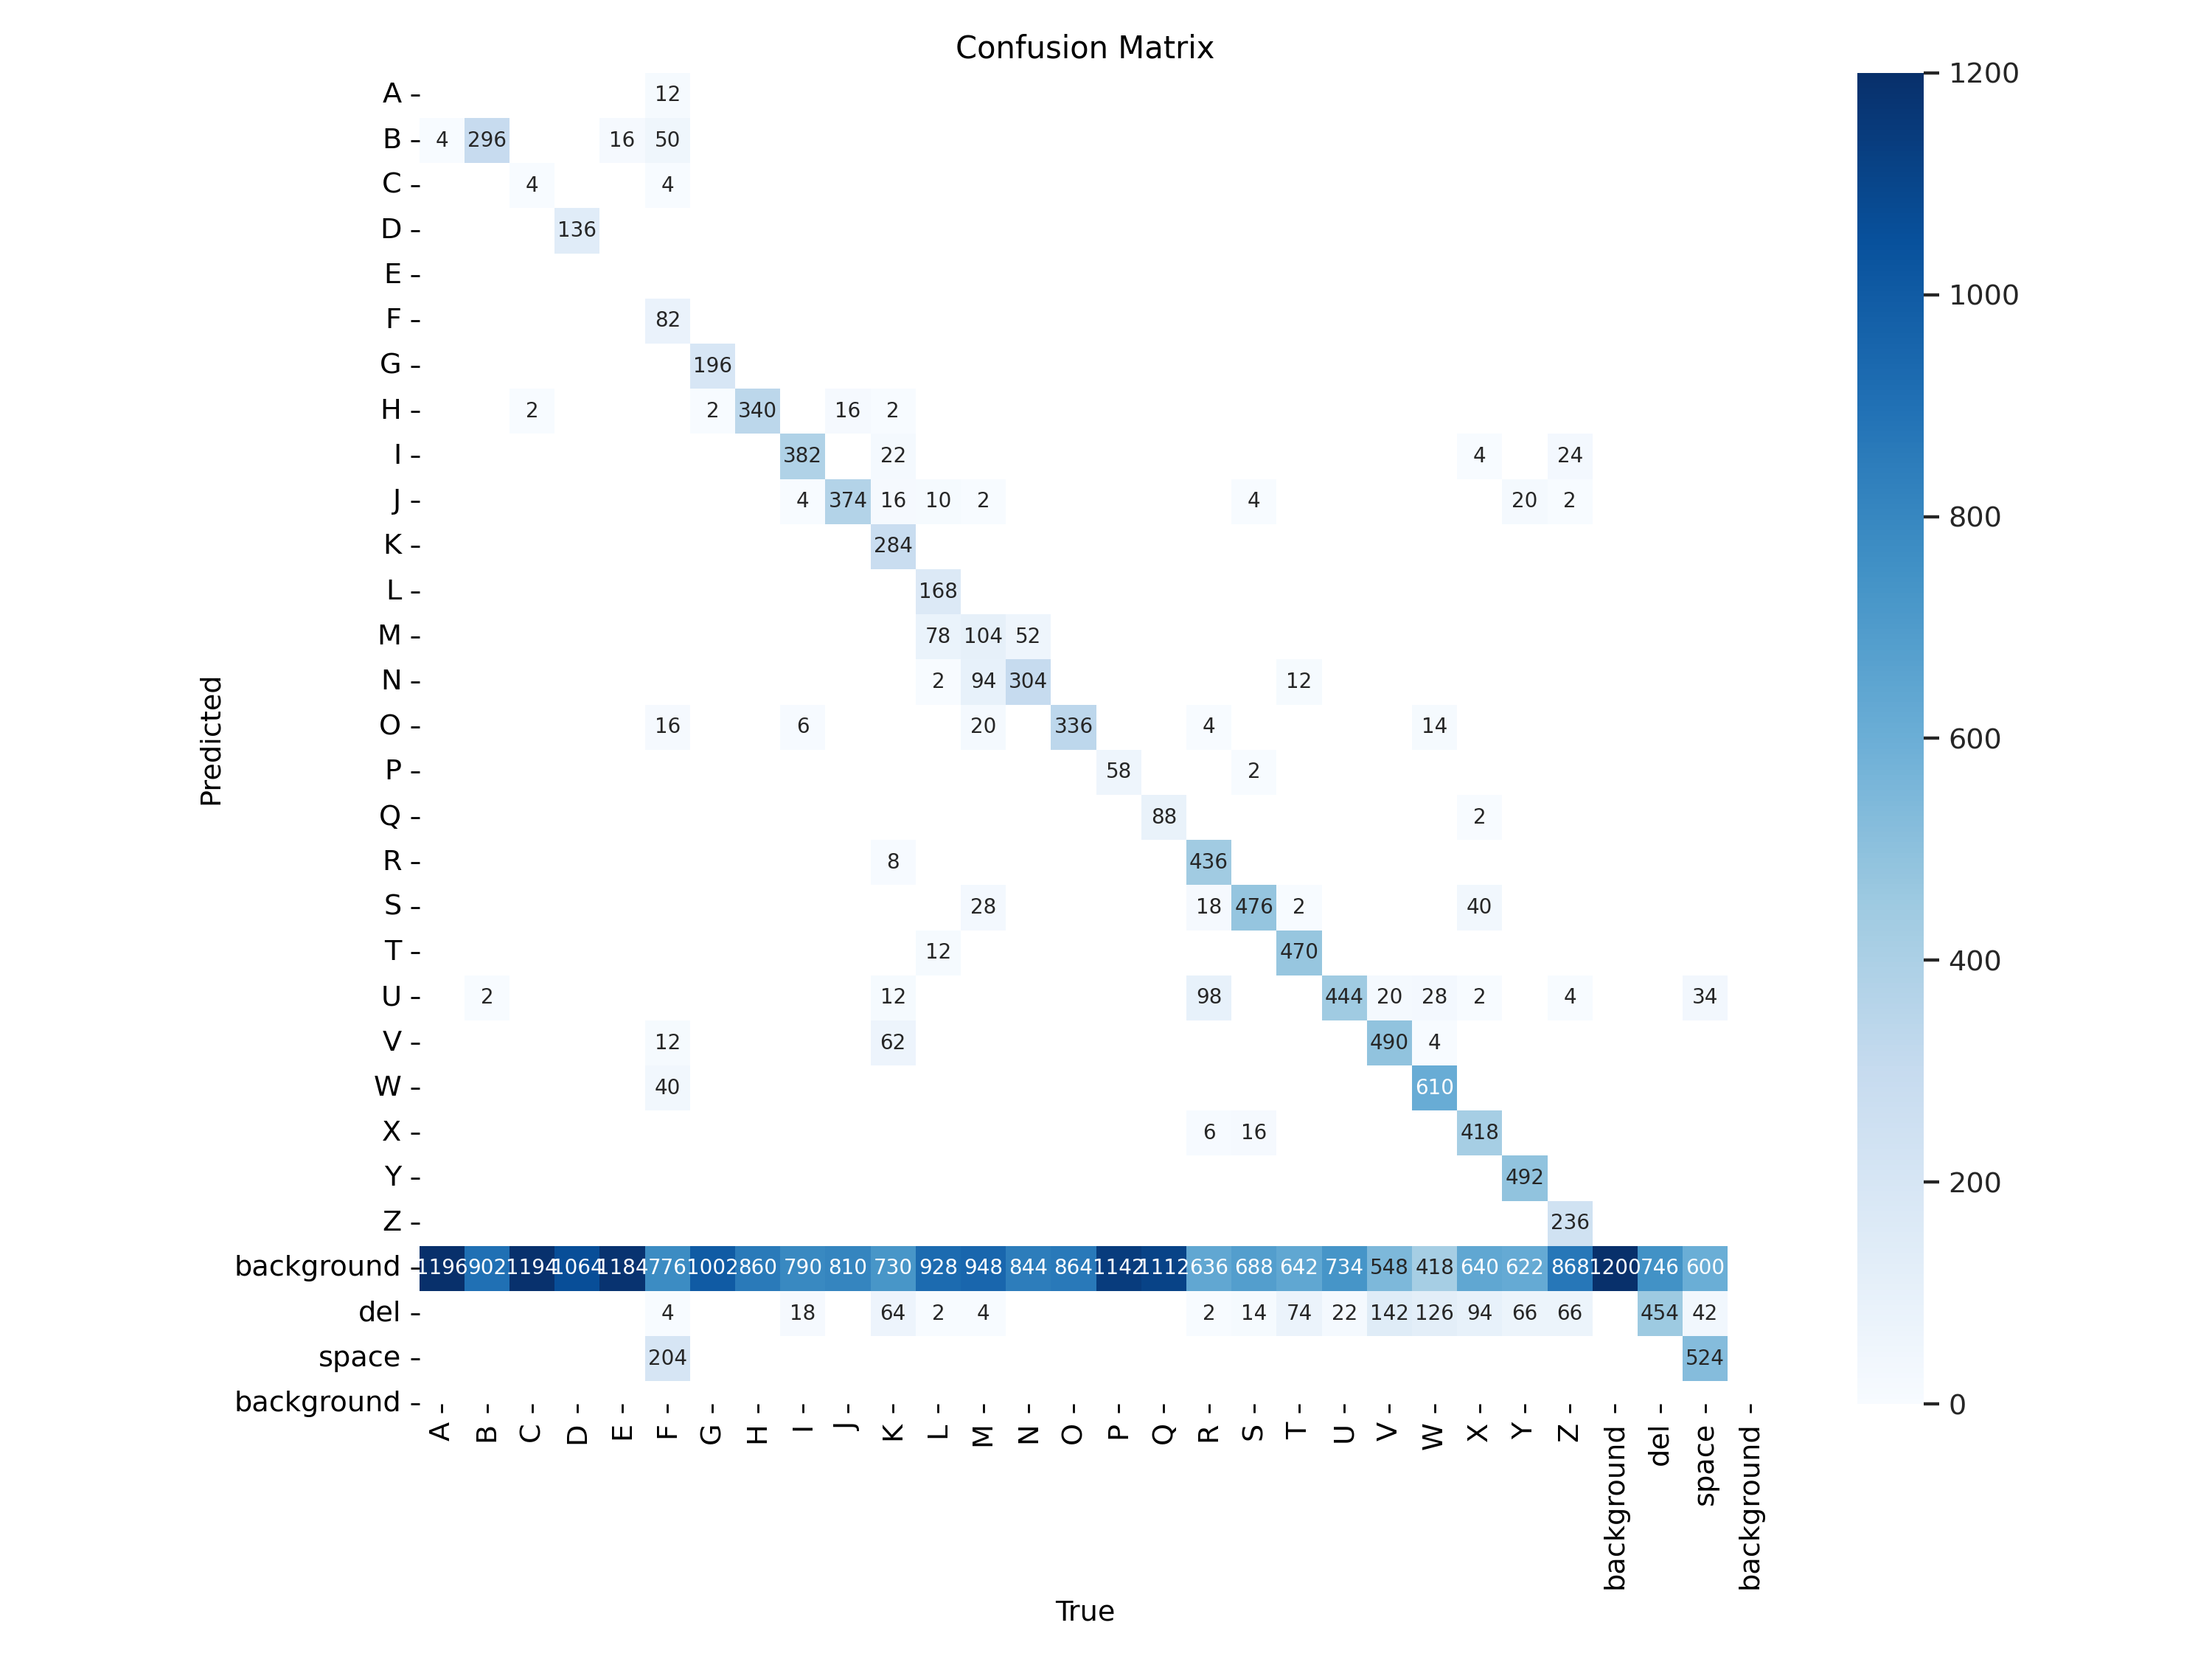 Confusion Matrix
A 12
B 4 296 16 50
C 4 4
D 136
E
F 82
G 196
H 2 2 340 16 2
I 382 22 4 24
J 4 374 16 10 2 4 20 2
K 284
L 168
M 78 104 52
N 2 94 304 12
O 16 6 20 336 4 14
P 58 2
Q 88 2
R 8 436
S 28 18 476 2 40
T 12 470
U 2 12 98 444 20 28 2 4 34
V 12 62 490 4
W 40 610
X 6 16 418
Y 492
Z 236
background 1196 902 1194 1064 1184 776 1002 860 790 810 730 928 948 844 864 1142 1112 636 688 642 734 548 418 640 622 868 1200 746 600
del 4 18 64 2 4 2 14 74 22 142 126 94 66 66 454 42
space 204 524
background
A B C D E F G H I J K L M N O P Q R S T U V W X Y Z background del space background
True
Predicted
1200
1000
800
600
400
200
0